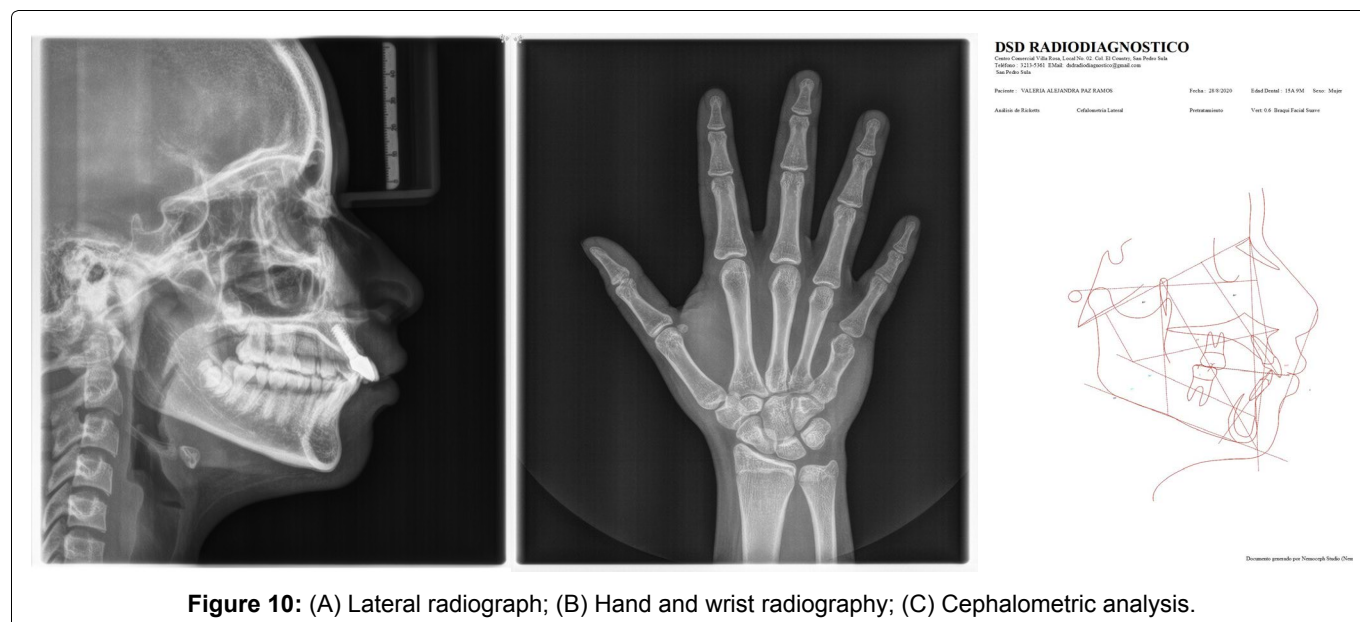 DSD RADIODIAGNOSTICO
Centro Comercial Villa Rosa, Local No. 02. Col. El Country, San Pedro Sula
Teléfono : 3213-5361 EMail: dsdradiodiagnostico@gmail.com
San Pedro Sula
Paciente : VALERIA ALEJANDRA PAZ RAMOS Fecha : 28/9/2020 Edad Dental : 15A 9M Sexo: Mujer
Análisis de Ricketts Cefalometría Lateral Pretratamiento Vert: 0.6 Braqui Facial Suave
Documento generado por Nemoceph Studio (Nem
Figure 10: (A) Lateral radiograph; (B) Hand and wrist radiography; (C) Cephalometric analysis.